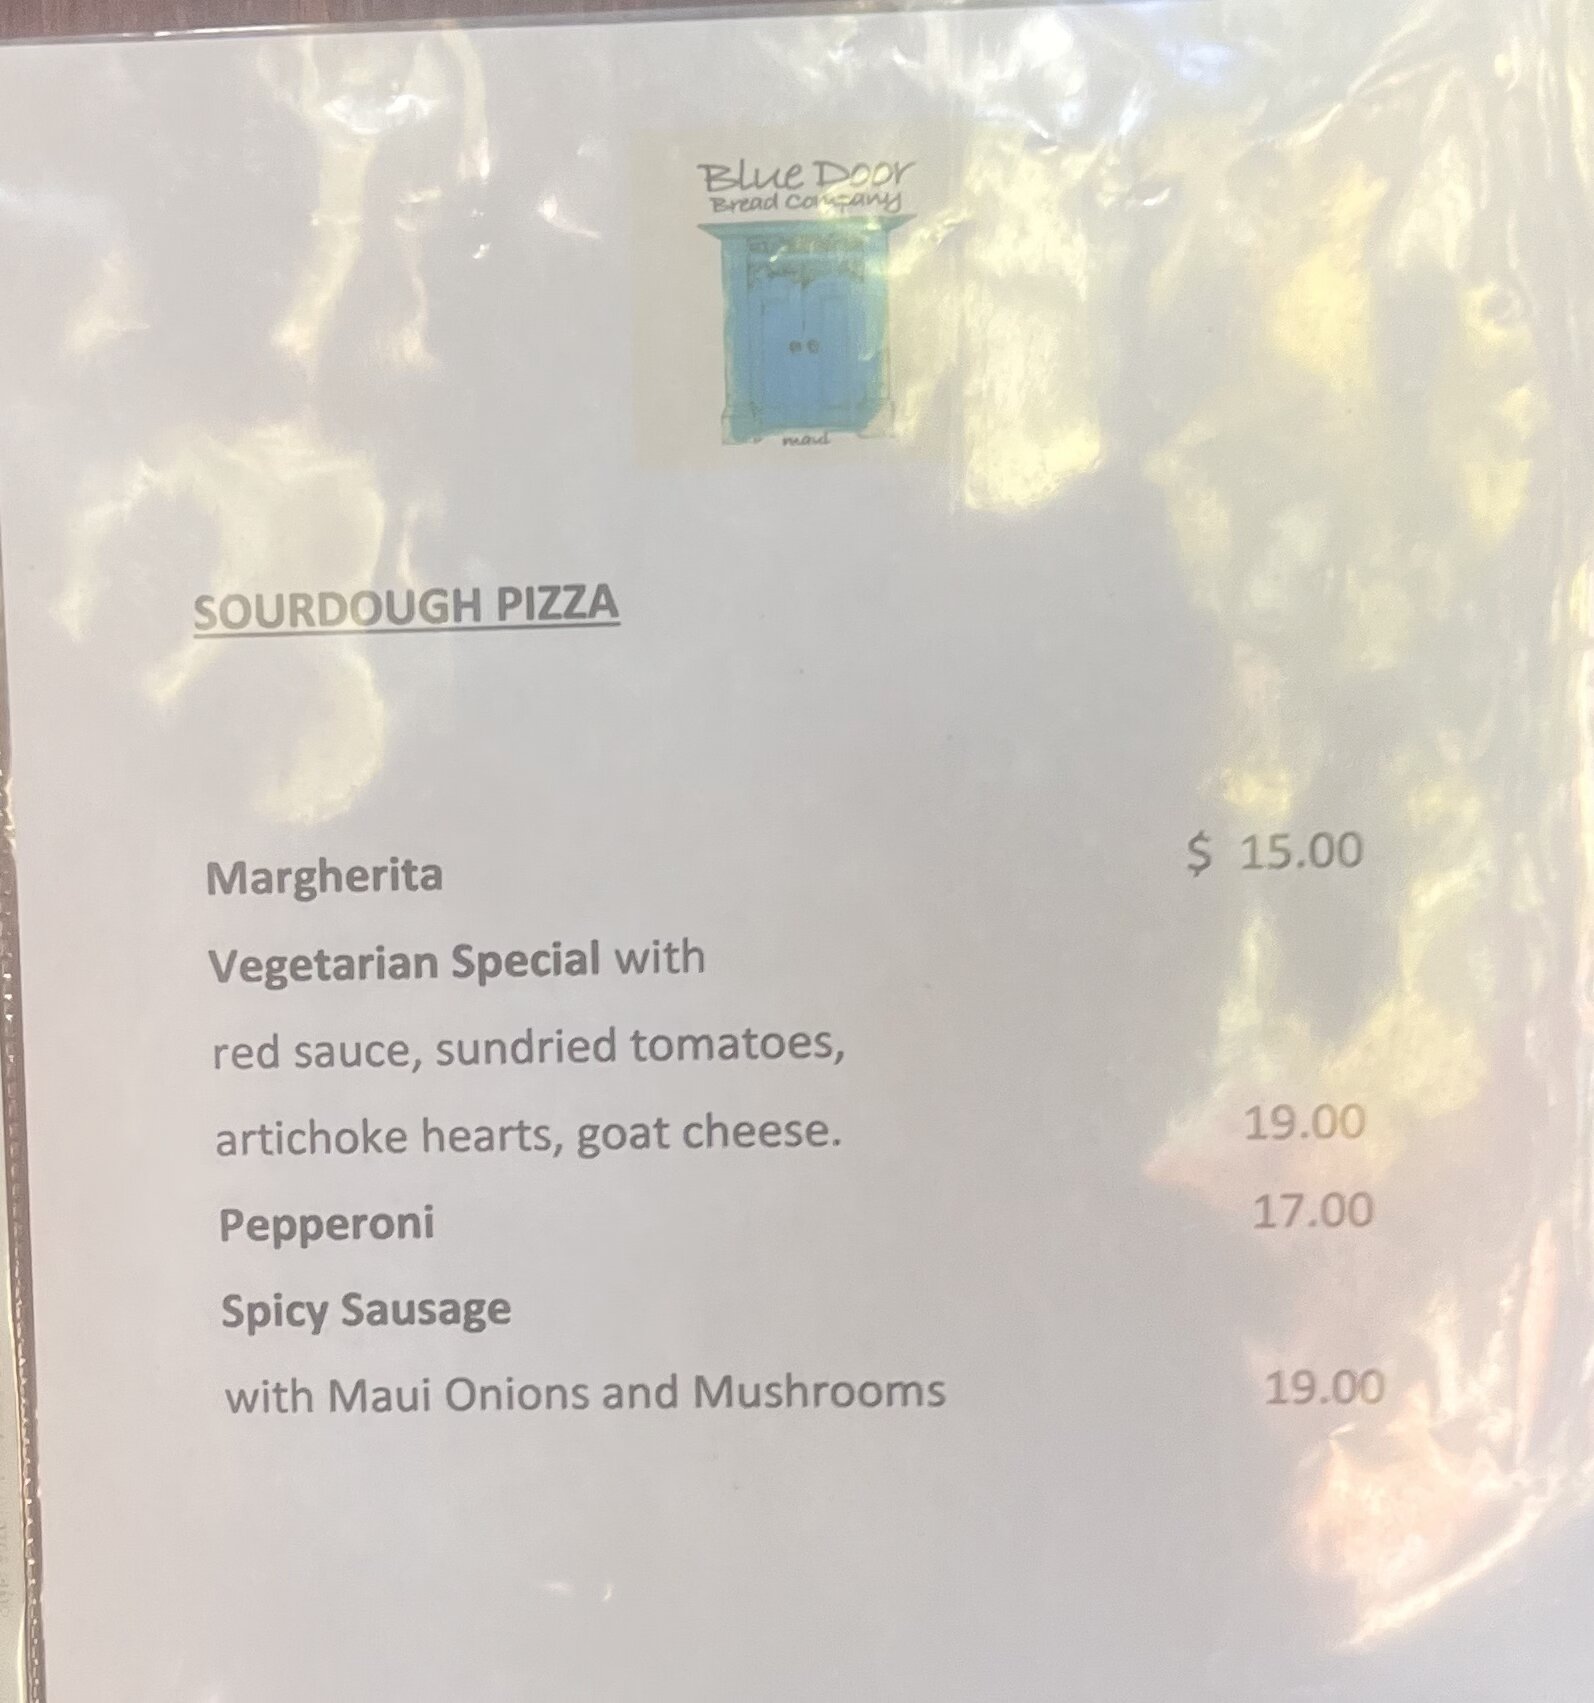 Blue Door
Bread Company
maui
SOURDOUGH PIZZA
Margherita $ 15.00
Vegetarian Special with
red sauce, sundried tomatoes,
artichoke hearts, goat cheese. 19.00
Pepperoni 17.00
Spicy Sausage
with Maui Onions and Mushrooms 19.00